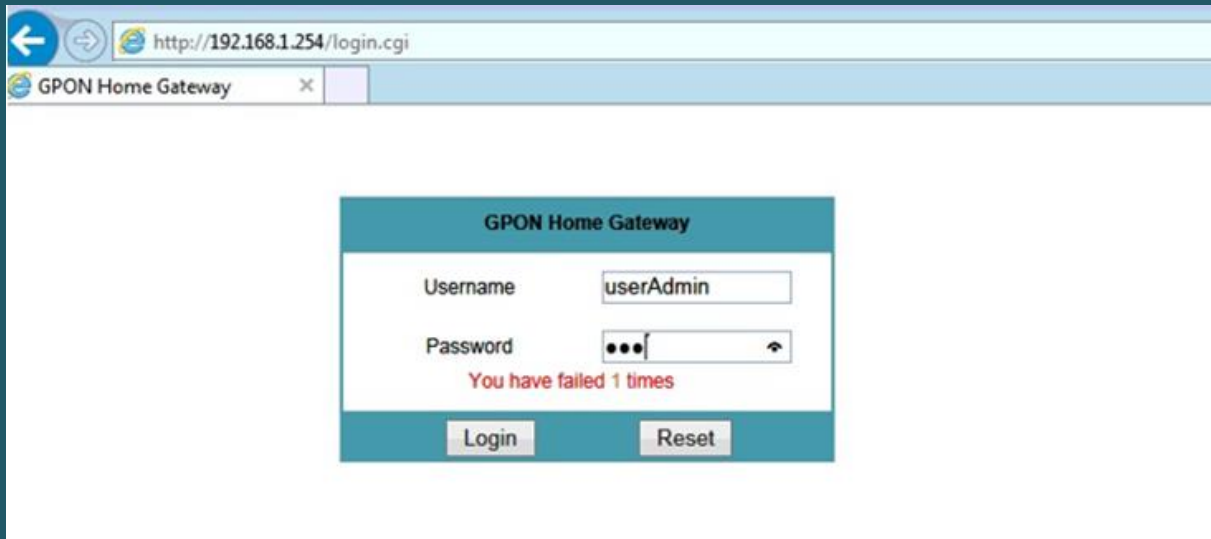 http://192.168.1.254/login.cgi
GPON Home Gateway
GPON Home Gateway
Username userAdmin
Password •••
You have failed 1 times
Login Reset